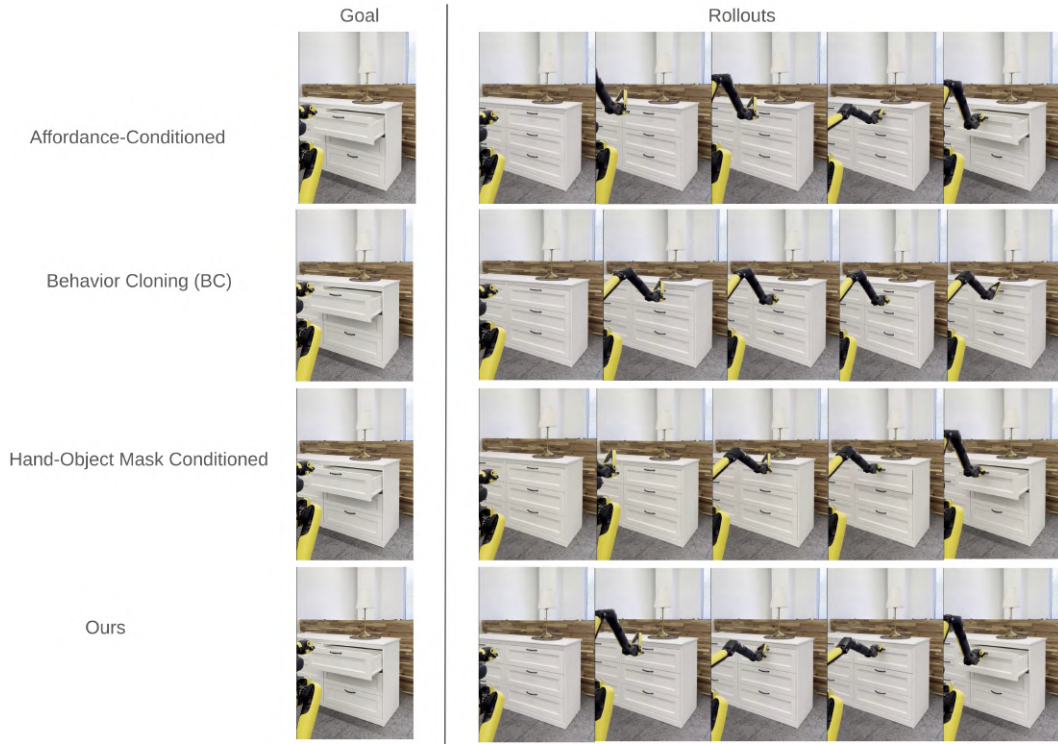 Goal
Rollouts
Affordance-Conditioned
Behavior Cloning (BC)
Hand-Object Mask Conditioned
Ours